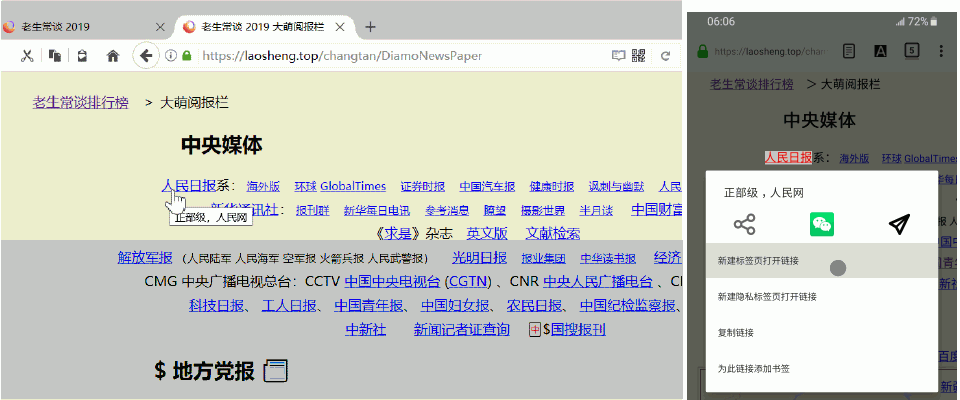 老生常谈 2019
老生常谈 2019 大萌阅报栏
https://laosheng.top/changtan/DiamoNewsPaper
老生常谈排行榜 > 大萌阅报栏
中央媒体
人民日报系： 海外版 环球 GlobalTimes 证券时报 中国汽车报 健康时报 讽刺与幽默 人民
新华通讯社： 报刊群 新华每日电讯 参考消息 瞭望 摄影世界 半月谈 中国财富
正部级，人民网
《求是》杂志 英文版 文献检索
解放军报 （人民陆军 人民海军 空军报 火箭兵报 人民武警报） 光明日报 报业集团 中华读书报 经济
CMG 中央广播电视总台：CCTV 中国中央电视台 (CGTN) 、CNR 中央人民广播电台 、
科技日报、 工人日报、 中国青年报、 中国妇女报、 农民日报、 中国纪检监察报、
中新社 新闻记者证查询 中 $国搜报刊
$ 地方党报
06:06 72%
https://laosheng.top/chan 5
老生常谈排行榜 > 大萌阅报栏
中央媒体
人民日报系： 海外版 环球 GlobalTimes
正部级，人民网
新建标签页打开链接
新建隐私标签页打开链接
复制链接
为此链接添加书签